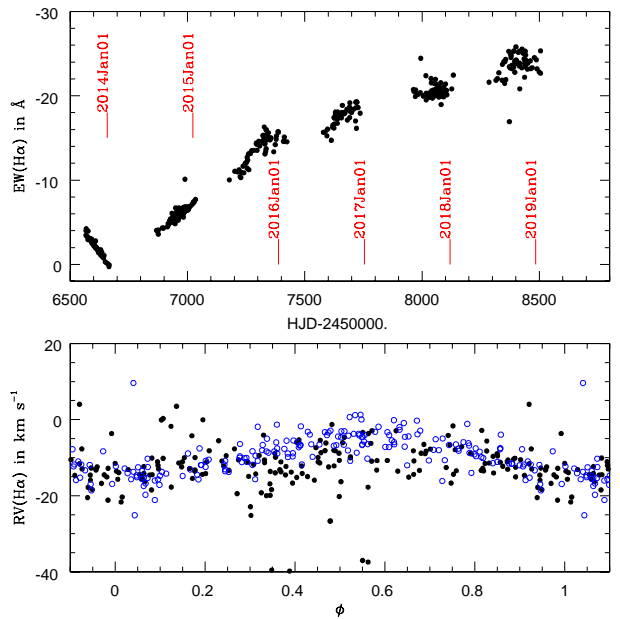 -30
-20
-10
0
EW(Hα) in Å
2014Jan01
2015Jan01
2016Jan01
2017Jan01
2018Jan01
2019Jan01
6500 7000 7500 8000 8500
HJD-2450000.
20
0
-20
-40
RV(Hα) in km s⁻¹
0 0.2 0.4 0.6 0.8 1
ϕ